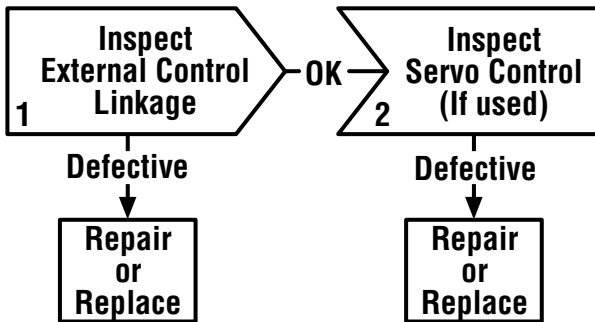 Inspect
External Control
Linkage
1
OK
Inspect
Servo Control
(If used)
2
Defective
Defective
Repair
or
Replace
Repair
or
Replace